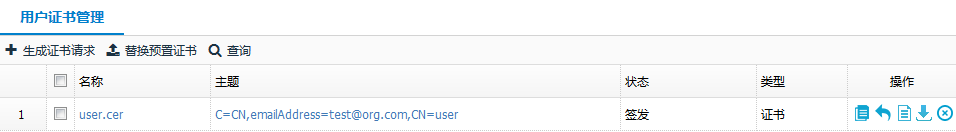 用户证书管理
生成证书请求 替换预置证书 查询
名称 主题 状态 类型 操作
1 user.cer C=CN,emailAddress=test@org.com,CN=user 签发 证书